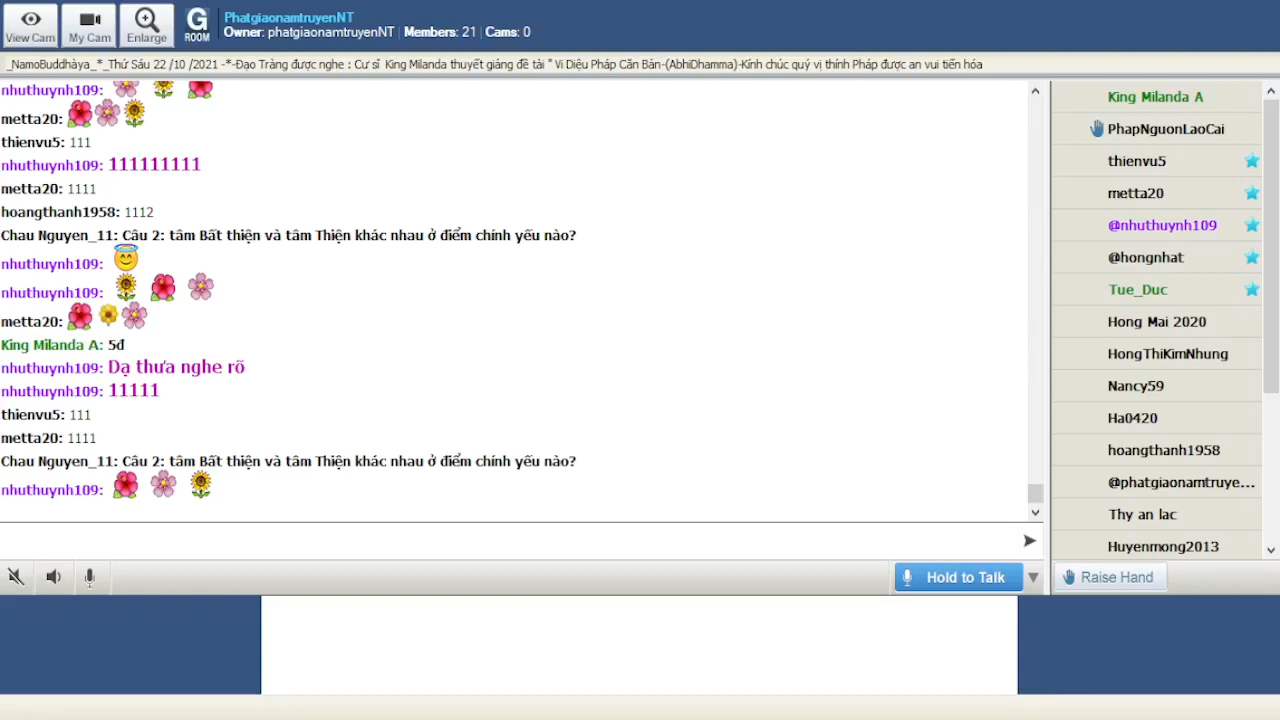 View Cam
My Cam
Enlarge
G
ROOM
PhatgiaonamtruyenNT
Owner: phatgiaonamtruyenNT | Members: 21 | Cams: 0
_NamoBuddhàya_*_Thứ Sáu 22 /10 /2021 -*-Đạo Tràng được nghe : Cư sĩ King Milanda thuyết giảng đề tài " Vi Diệu Pháp Căn Bản-(AbhiDhamma)-Kính chúc quý vị thính Pháp được an vui tiến hóa
nhuthuynh109:
metta20:
thienvu5: 111
nhuthuynh109: 111111111
metta20: 1111
hoangthanh1958: 1112
Chau Nguyen_11: Câu 2: tâm Bất thiện và tâm Thiện khác nhau ở điểm chính yếu nào?
nhuthuynh109:
nhuthuynh109:
metta20:
King Milanda A: 5đ
nhuthuynh109: Dạ thưa nghe rõ
nhuthuynh109: 11111
thienvu5: 111
metta20: 1111
Chau Nguyen_11: Câu 2: tâm Bất thiện và tâm Thiện khác nhau ở điểm chính yếu nào?
nhuthuynh109:
King Milanda A
PhapNguonLaoCai
thienvu5
metta20
@nhuthuynh109
@hongnhat
Tue_Duc
Hong Mai 2020
HongThiKimNhung
Nancy59
Ha0420
hoangthanh1958
@phatgiaonamtruye...
Thy an lac
Huyenmong2013
Hold to Talk
Raise Hand